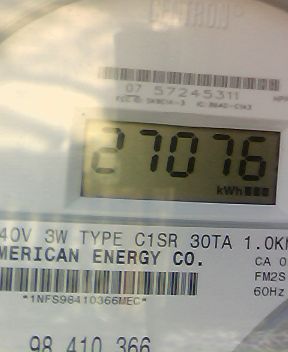 CENTRON
07 57245311
27076
kWh
40V 3W TYPE C1SR 30TA 1.0K
MERICAN ENERGY CO.
CA 0
FM2S
60Hz
*1NFS98410366MEC*
98 410 366